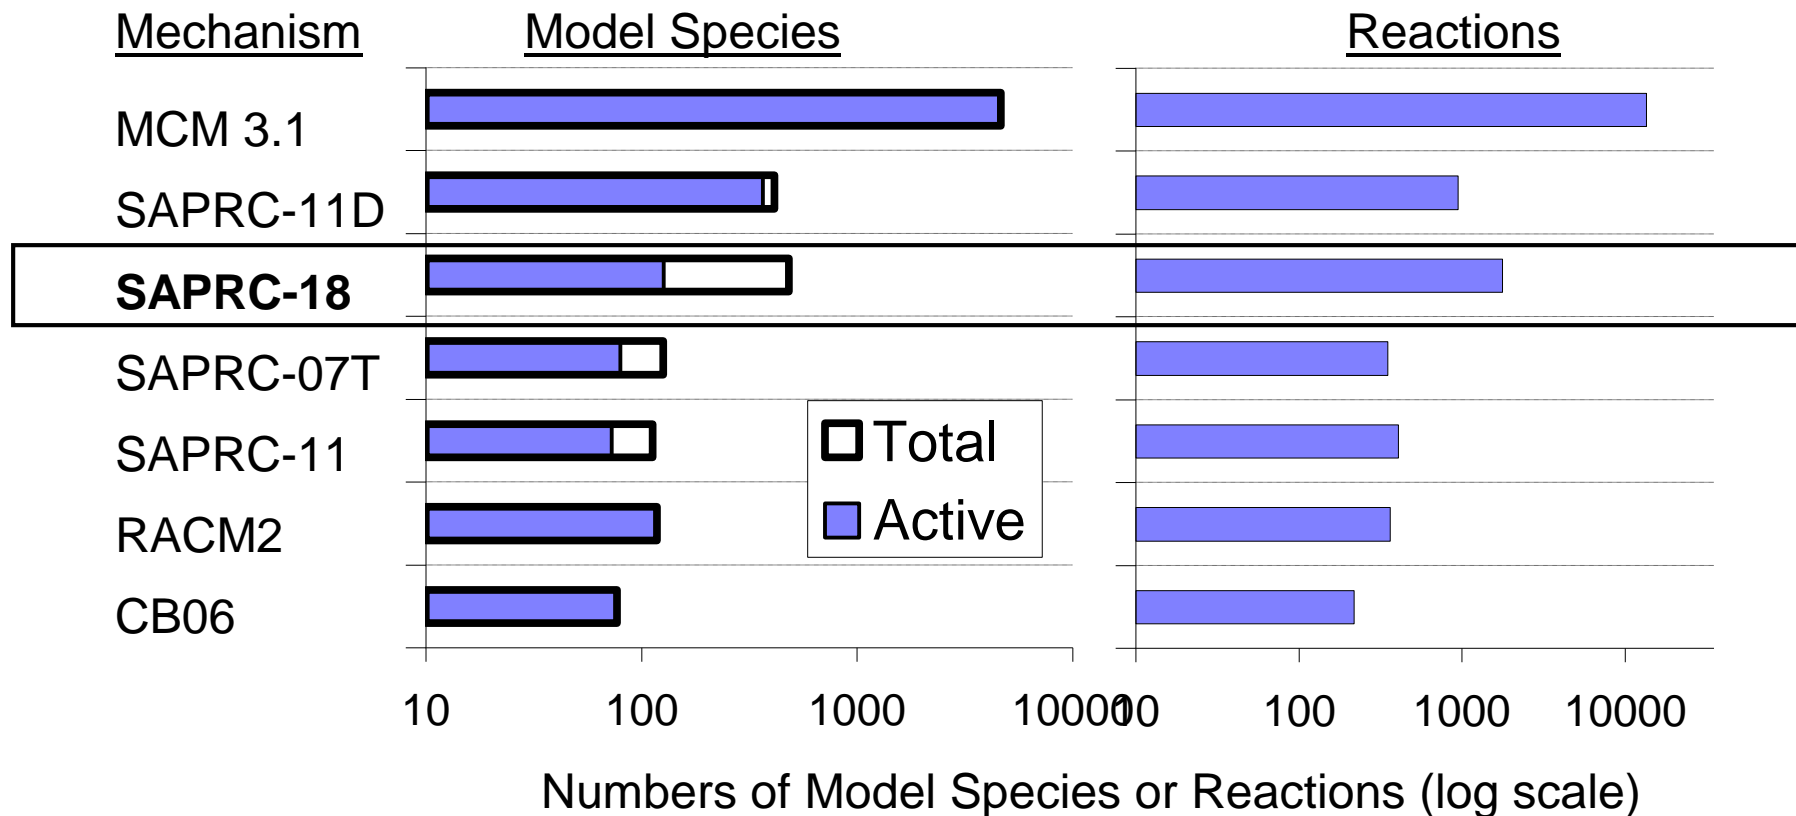 Mechanism Model Species Reactions
MCM 3.1
SAPRC-11D
SAPRC-18
SAPRC-07T
SAPRC-11
RACM2
CB06
Total
Active
10 100 1000 10000 10 100 1000 10000
Numbers of Model Species or Reactions (log scale)